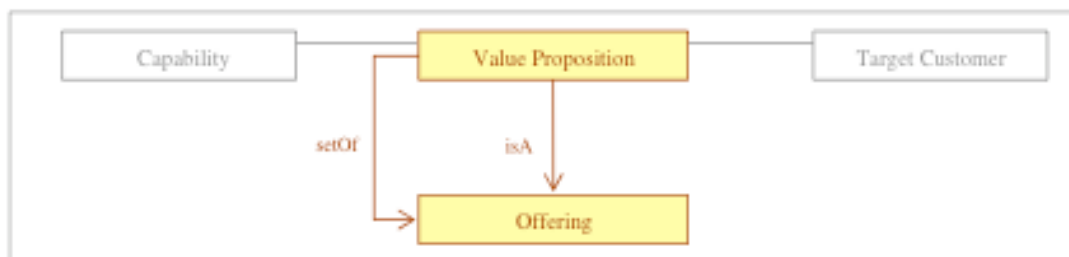 Capability
Value Proposition
Target Customer
setOf
isA
Offering